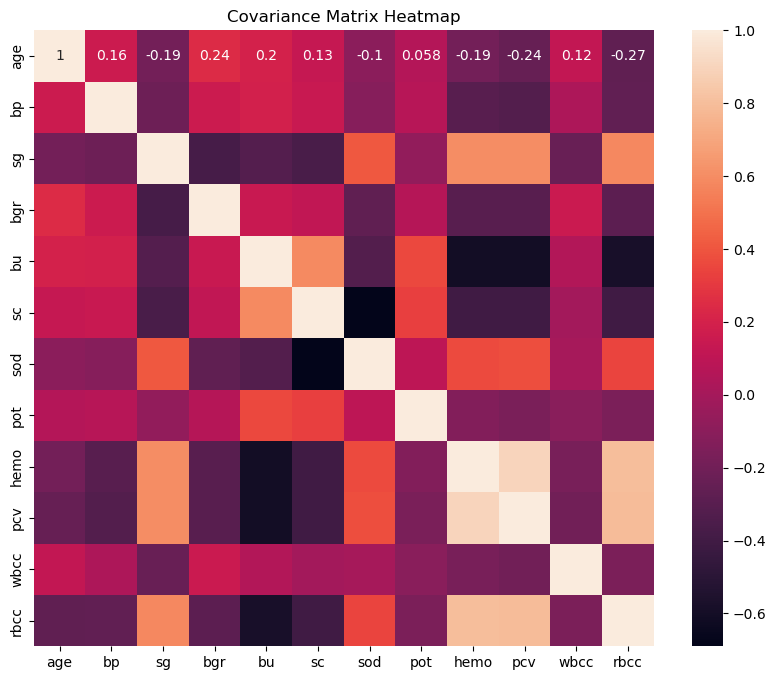 Covariance Matrix Heatmap
age 1 0.16 -0.19 0.24 0.2 0.13 -0.1 0.058 -0.19 -0.24 0.12 -0.27
bp
sg
bgr
bu
sc
sod
pot
hemo
pcv
wbcc
rbcc
age bp sg bgr bu sc sod pot hemo pcv wbcc rbcc
1.0
0.8
0.6
0.4
0.2
0.0
−0.2
−0.4
−0.6